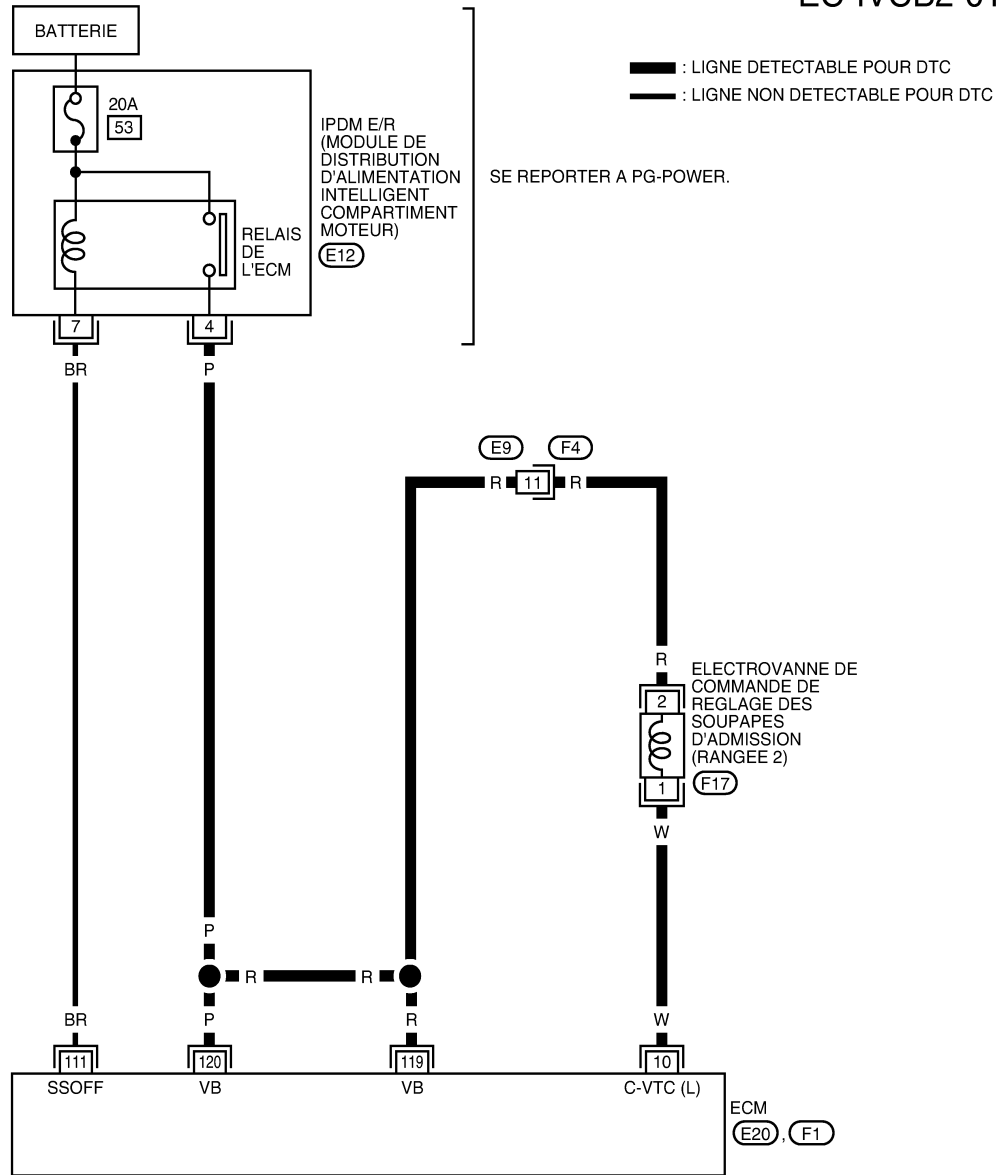 EC-IVCB2-01
BATTERIE
: LIGNE DETECTABLE POUR DTC
: LIGNE NON DETECTABLE POUR DTC
20A
53
IPDM E/R
(MODULE DE
DISTRIBUTION
D'ALIMENTATION
INTELLIGENT
COMPARTIMENT
MOTEUR)
E12
SE REPORTER A PG-POWER.
RELAIS
DE
L'ECM
7
4
BR
P
E9
F4
R
11
R
R
2
ELECTROVANNE DE
COMMANDE DE
REGLAGE DES
SOUPAPES
D'ADMISSION
(RANGEE 2)
F17
1
W
P
R
R
BR
P
R
W
111
120
119
10
SSOFF
VB
VB
C-VTC (L)
ECM
E20 , F1